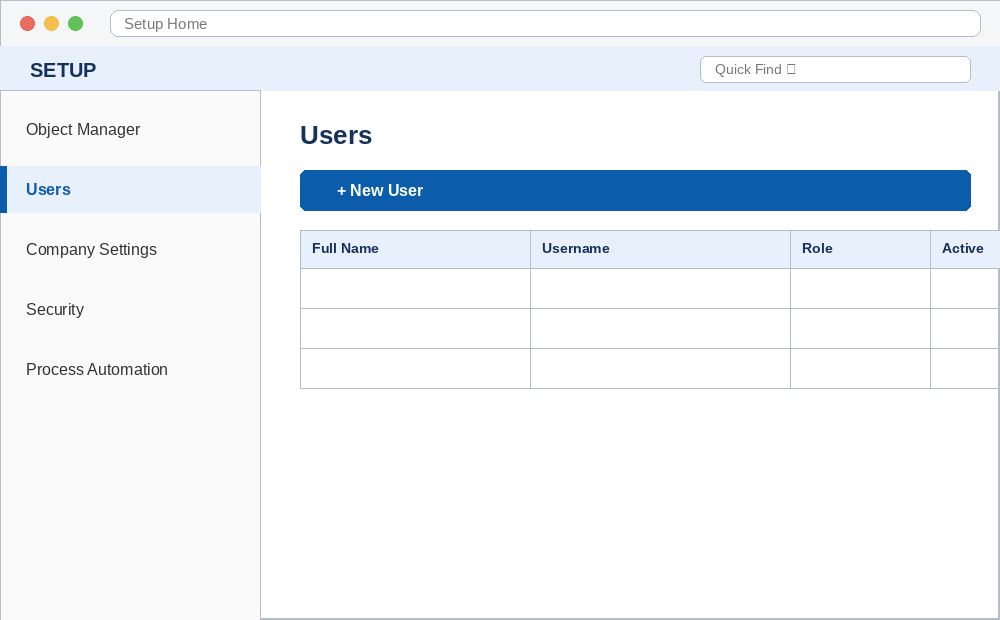 Setup Home
SETUP
Quick Find
Object Manager
Users
Company Settings
Security
Process Automation
Users
+ New User
Full Name Username Role Active